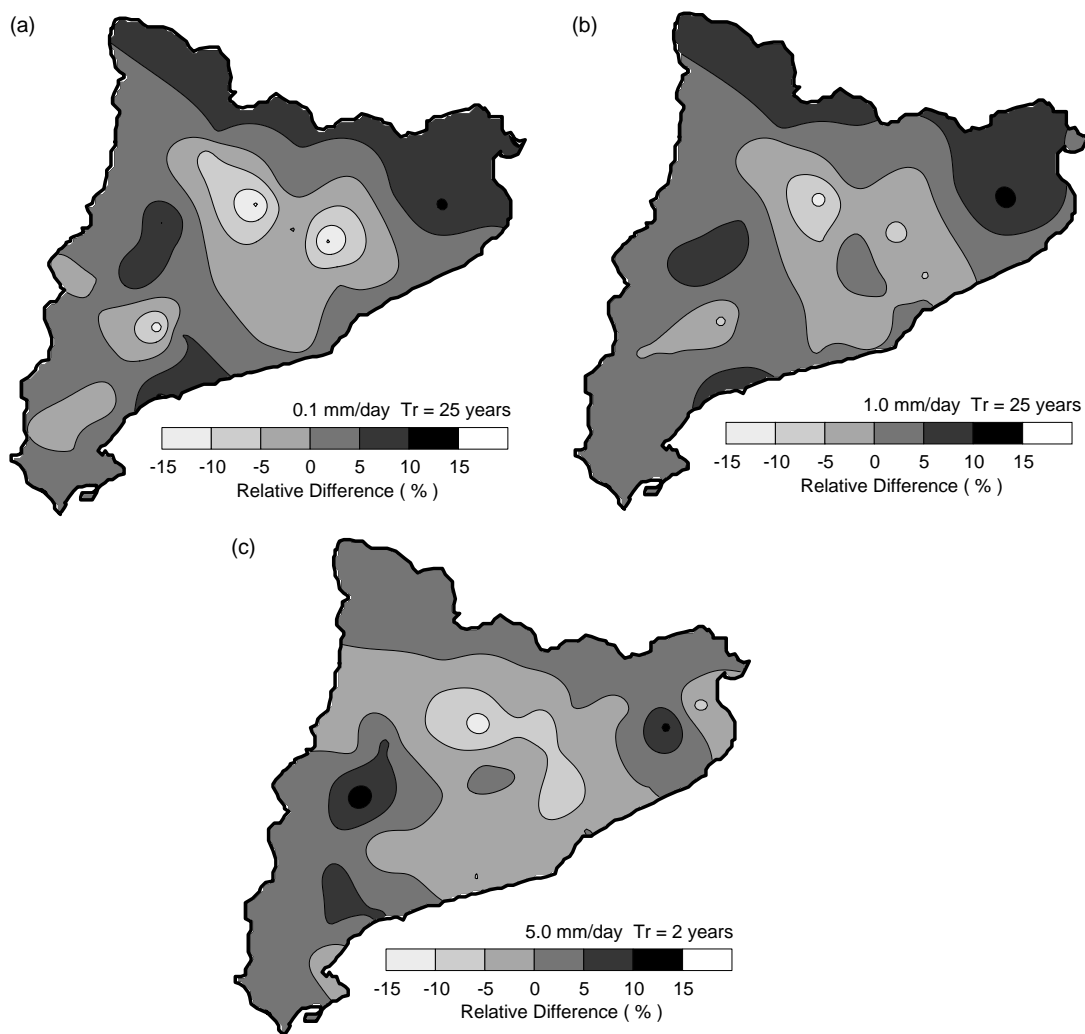 (a)
(b)
0.1 mm/day Tr = 25 years
-15 -10 -5 0 5 10 15
Relative Difference ( % )
1.0 mm/day Tr = 25 years
-15 -10 -5 0 5 10 15
Relative Difference ( % )
(c)
5.0 mm/day Tr = 2 years
-15 -10 -5 0 5 10 15
Relative Difference ( % )